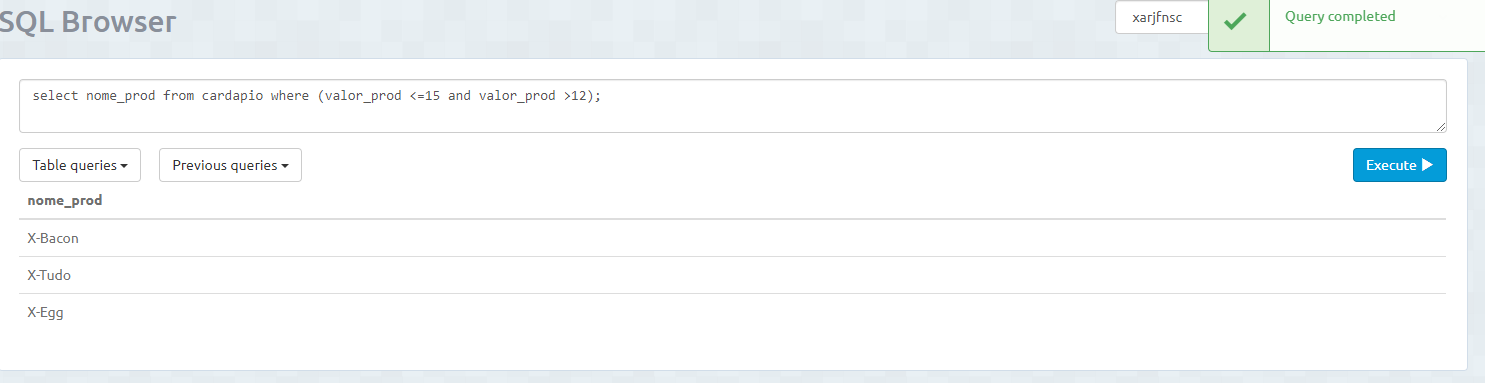 SQL Browser
xarjfnsc
Query completed
select nome_prod from cardapio where (valor_prod <=15 and valor_prod >12);
Table queries
Previous queries
Execute
nome_prod
X-Bacon
X-Tudo
X-Egg